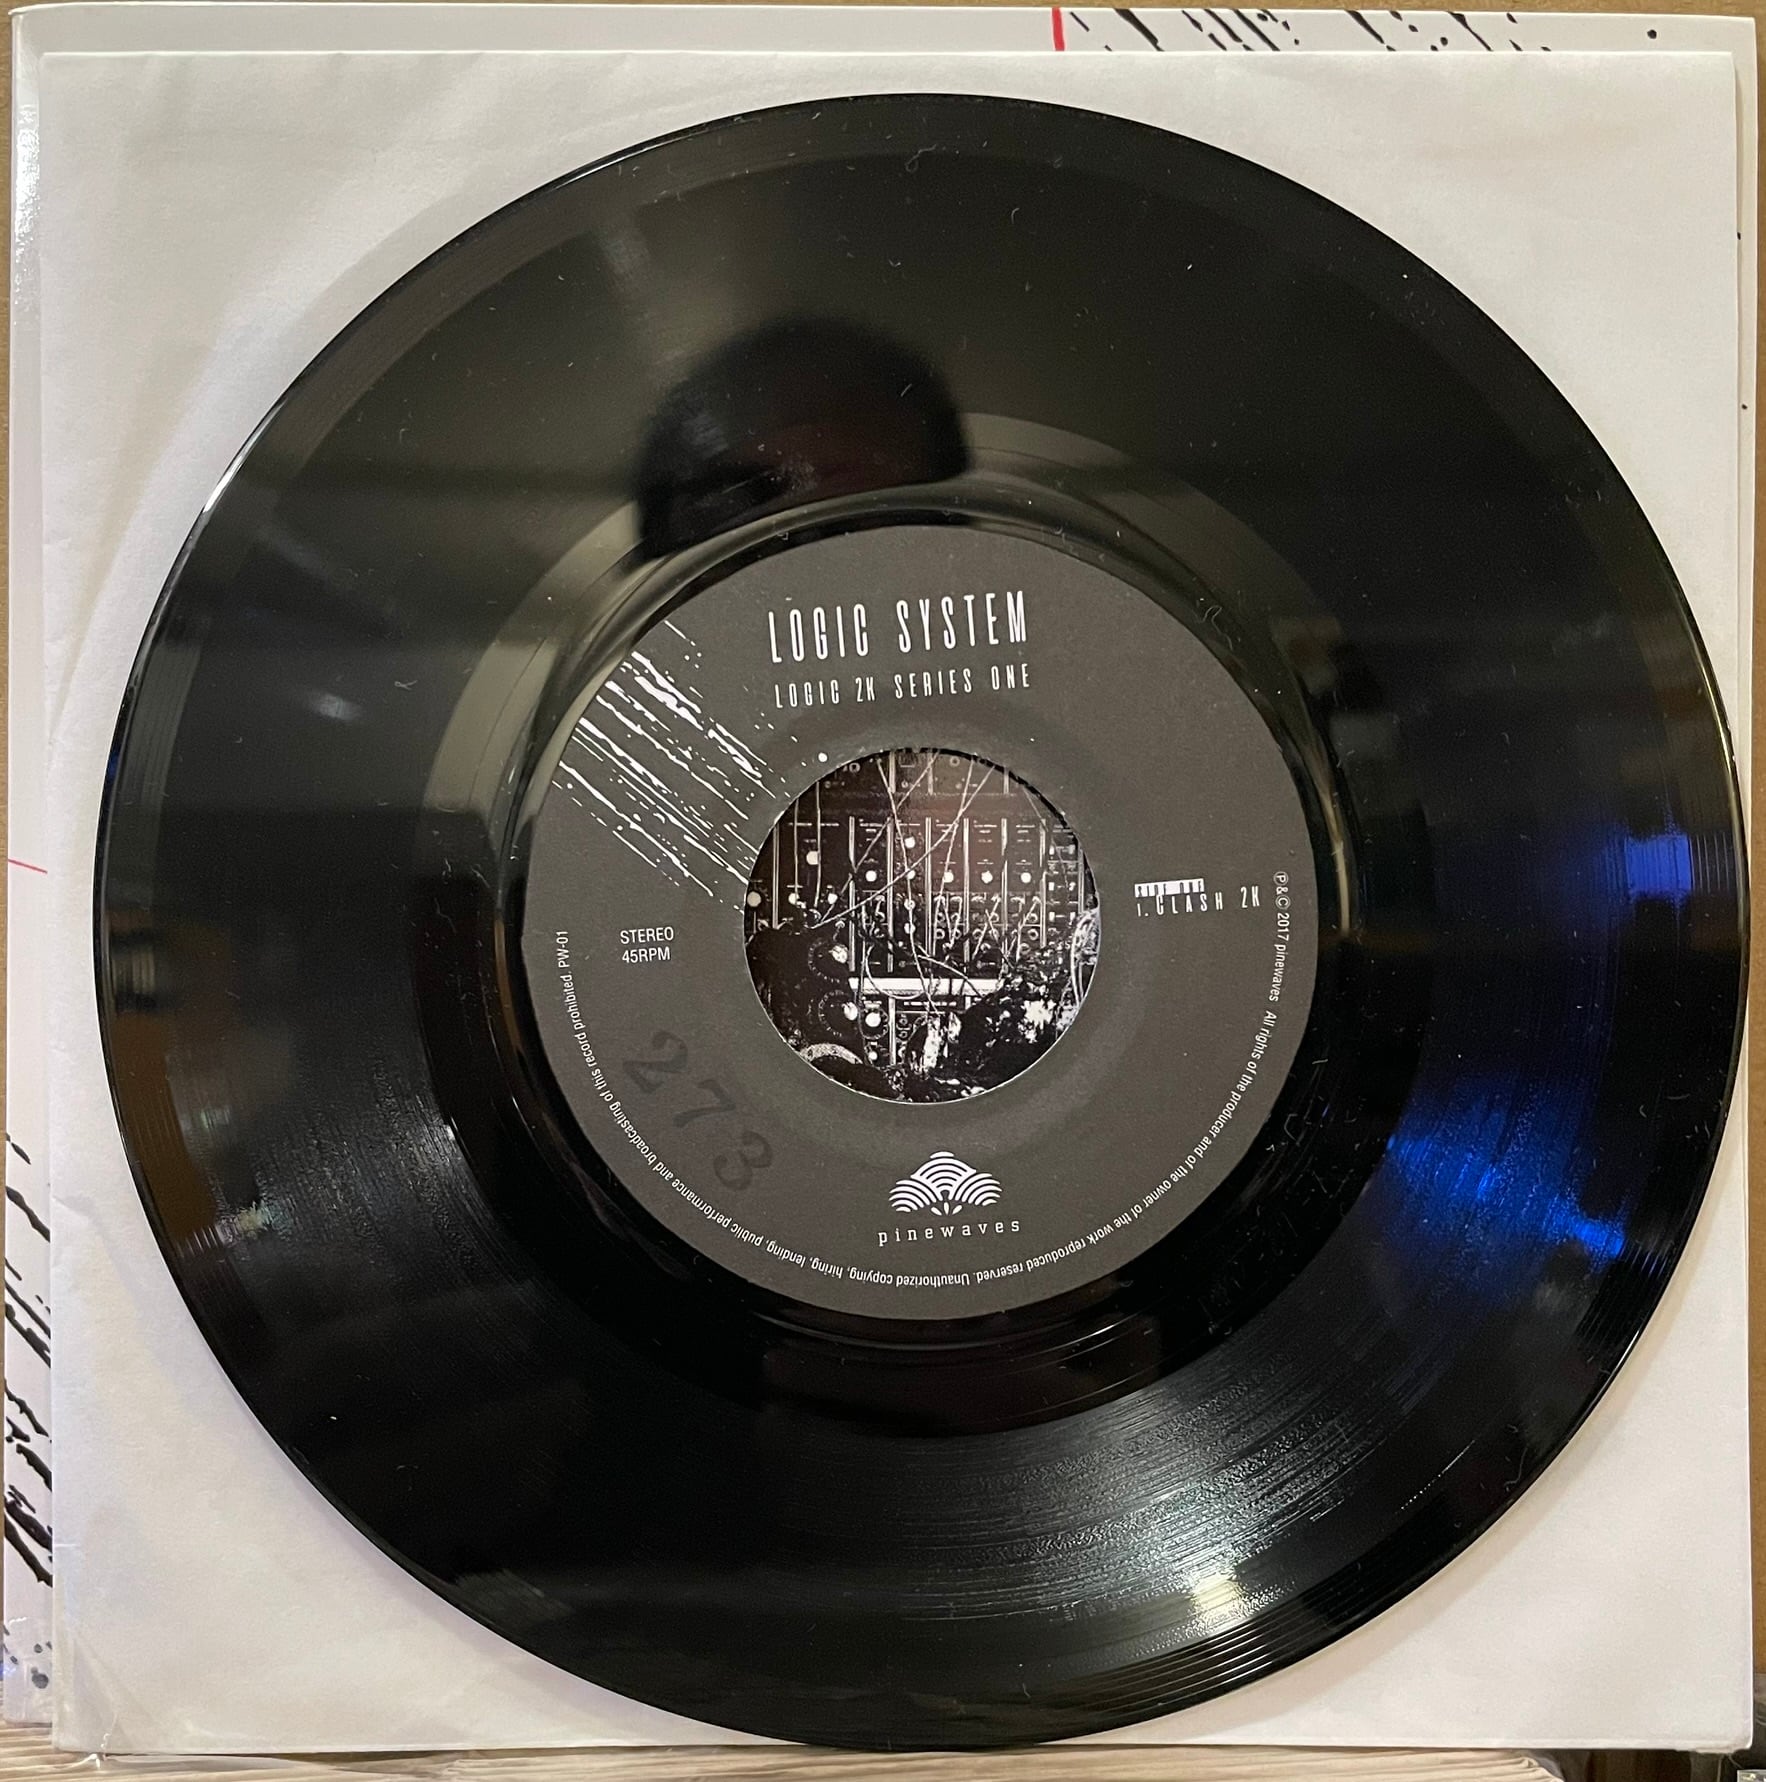 LOGIC SYSTEM
LOGIC 2K SERIES ONE
SIDE ONE
1. CLASH 2K
STEREO
45RPM
273
pinewaves
℗&© 2017 pinewaves All rights of the producer and of the owner of the work reproduced reserved. Unauthorized copying, hiring, lending, public performance and broadcasting of this record prohibited. PW-01